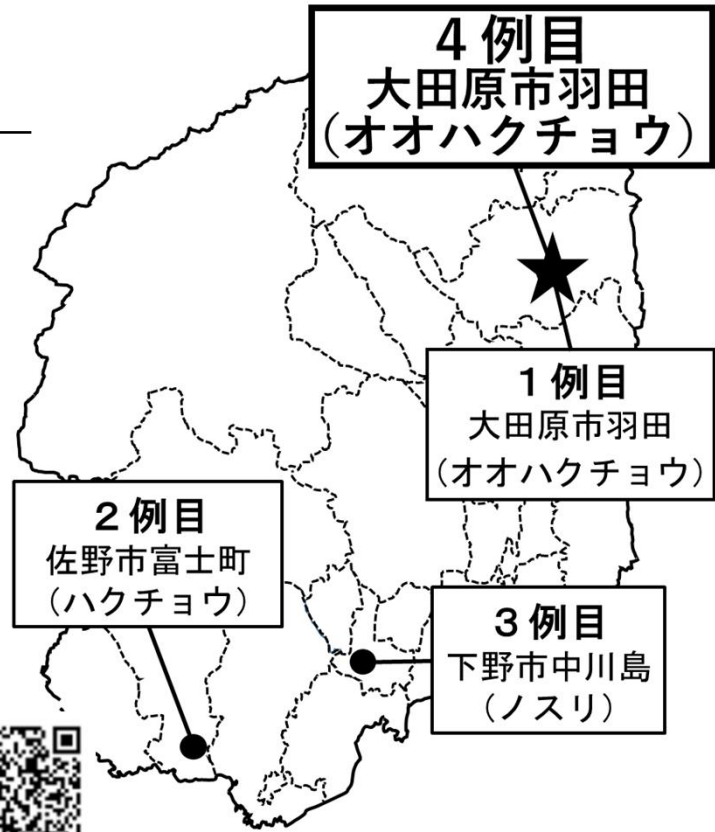 4例目
大田原市羽田
(オオハクチョウ)
1例目
大田原市羽田
(オオハクチョウ)
2例目
佐野市富士町
(ハクチョウ)
3例目
下野市中川島
(ノスリ)